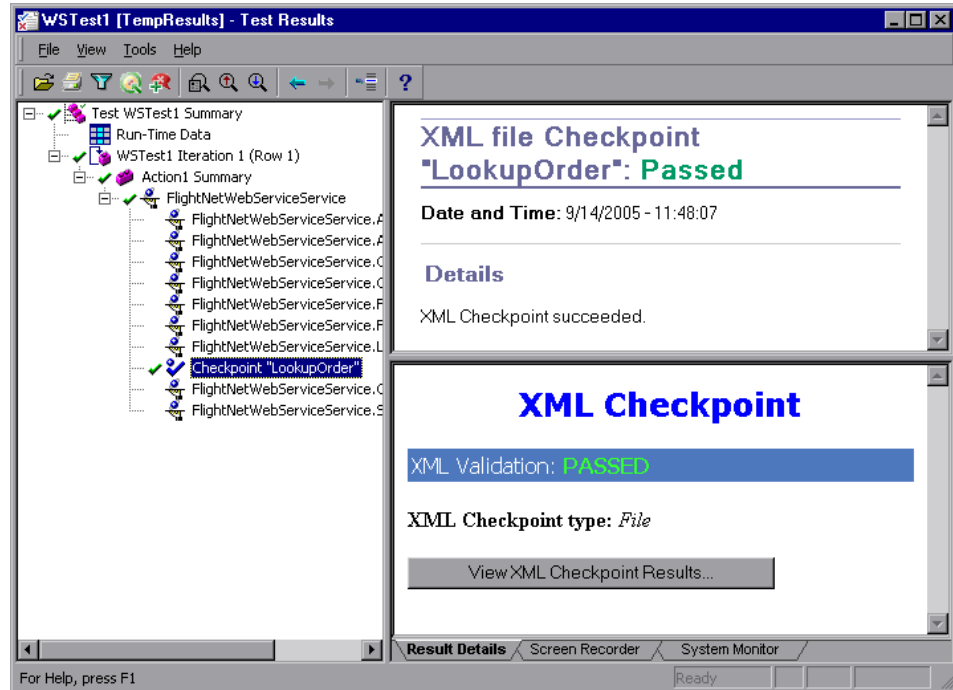 WSTest1 [TempResults] - Test Results
File View Tools Help
?
Test WSTest1 Summary
Run-Time Data
WSTest1 Iteration 1 (Row 1)
Action1 Summary
FlightNetWebServiceService
FlightNetWebServiceService.A
FlightNetWebServiceService.A
FlightNetWebServiceService.C
FlightNetWebServiceService.C
FlightNetWebServiceService.F
FlightNetWebServiceService.F
FlightNetWebServiceService.L
Checkpoint "LookupOrder"
FlightNetWebServiceService.C
FlightNetWebServiceService.S
XML file Checkpoint
"LookupOrder": Passed
Date and Time: 9/14/2005 - 11:48:07
Details
XML Checkpoint succeeded.
XML Checkpoint
XML Validation: PASSED
XML Checkpoint type: File
View XML Checkpoint Results...
Result Details Screen Recorder System Monitor
For Help, press F1 Ready